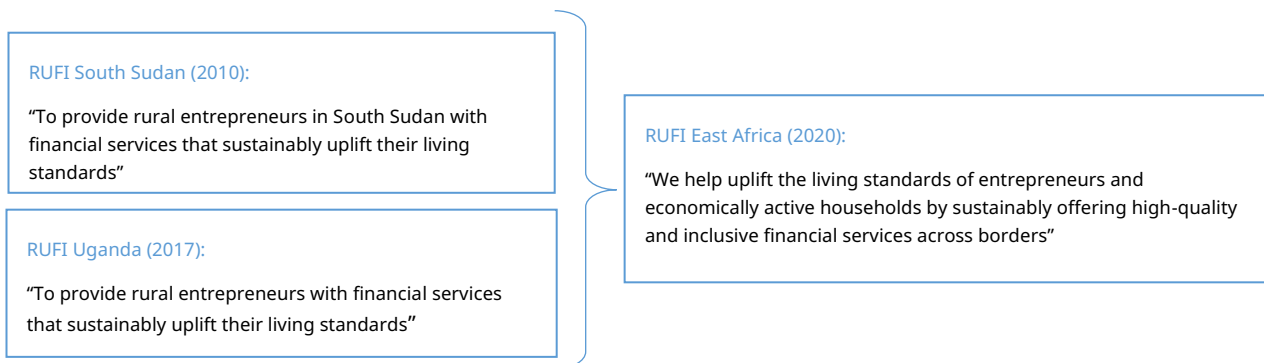 RUFI South Sudan (2010):
“To provide rural entrepreneurs in South Sudan with
financial services that sustainably uplift their living
standards”
RUFI Uganda (2017):
“To provide rural entrepreneurs with financial services
that sustainably uplift their living standards”
RUFI East Africa (2020):
“We help uplift the living standards of entrepreneurs and
economically active households by sustainably offering high-quality
and inclusive financial services across borders”